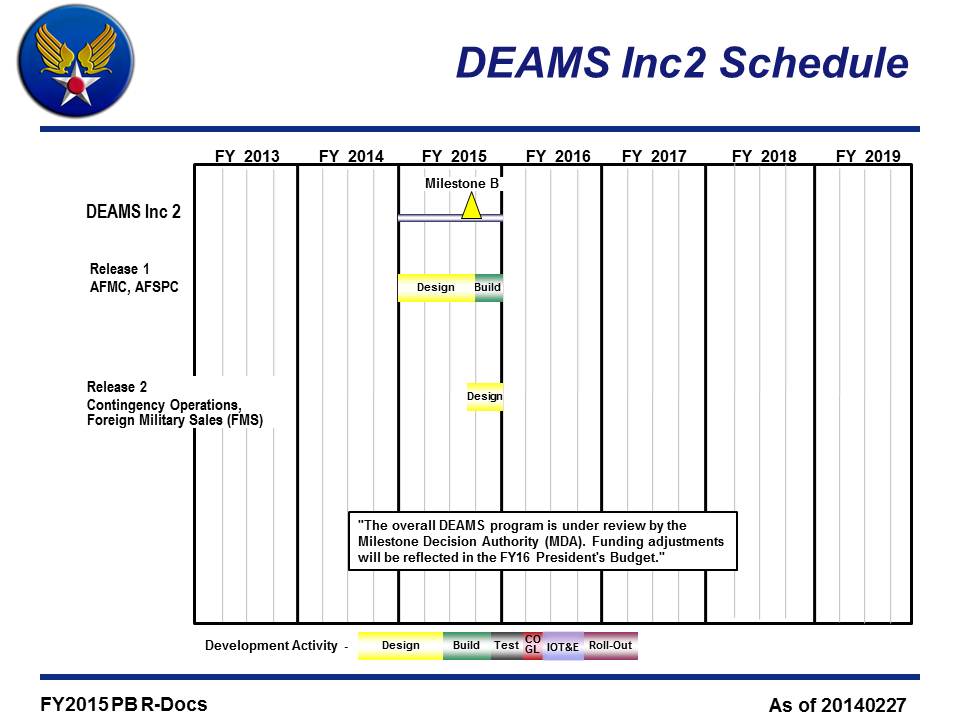 DEAMS Inc2 Schedule
FY 2013 FY 2014 FY 2015 FY 2016 FY 2017 FY 2018 FY 2019
Milestone B
DEAMS Inc 2
Release 1
AFMC, AFSPC
Design Build
Release 2
Contingency Operations,
Foreign Military Sales (FMS)
Design
"The overall DEAMS program is under review by the
Milestone Decision Authority (MDA). Funding adjustments
will be reflected in the FY16 President's Budget."
Development Activity -
Design Build Test CO GL IOT&E Roll-Out
FY2015 PB R-Docs
As of 20140227